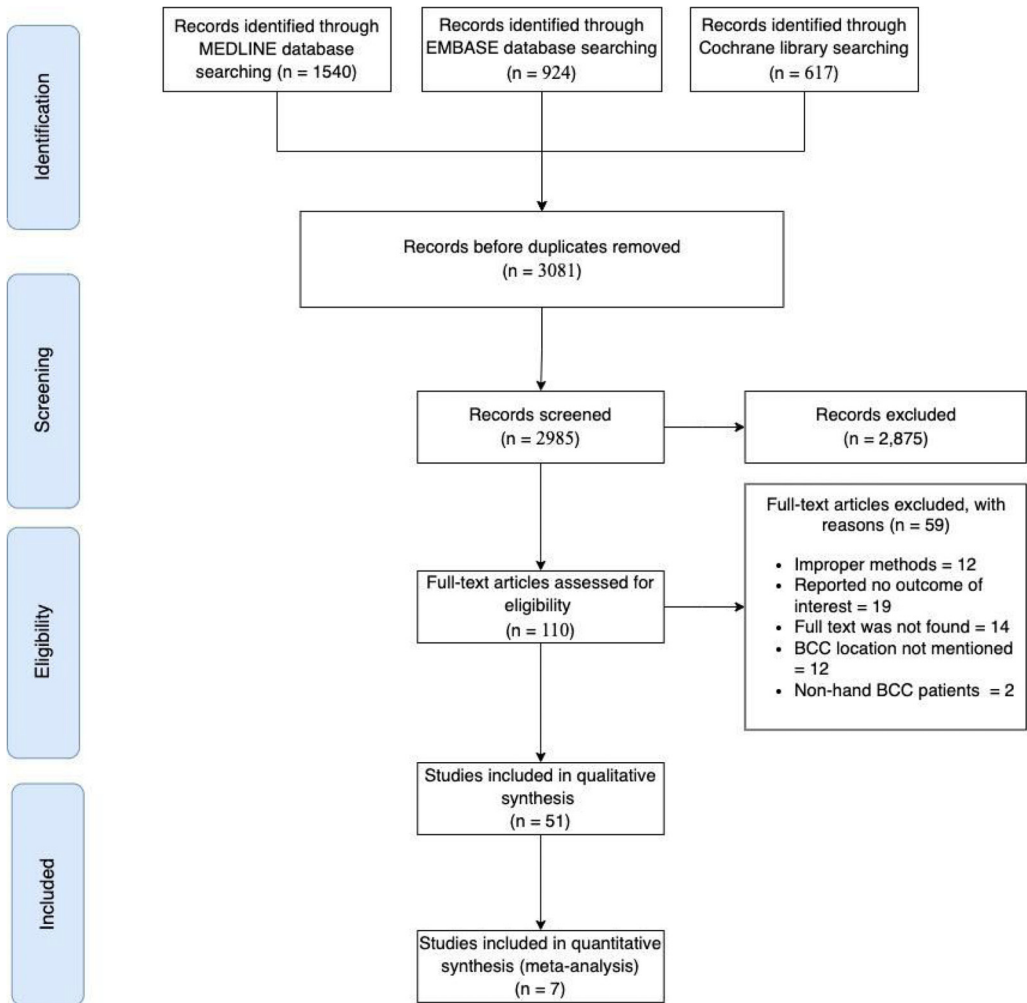 Identification
Records identified through
MEDLINE database
searching (n = 1540)
Records identified through
EMBASE database searching
(n = 924)
Records identified through
Cochrane library searching
(n = 617)
Records before duplicates removed
(n = 3081)
Screening
Records screened
(n = 2985)
Records excluded
(n = 2,875)
Eligibility
Full-text articles assessed for
eligibility
(n = 110)
Full-text articles excluded, with
reasons (n = 59)
• Improper methods = 12
• Reported no outcome of
interest = 19
• Full text was not found = 14
• BCC location not mentioned
= 12
• Non-hand BCC patients = 2
Included
Studies included in qualitative
synthesis
(n = 51)
Studies included in quantitative
synthesis (meta-analysis)
(n = 7)